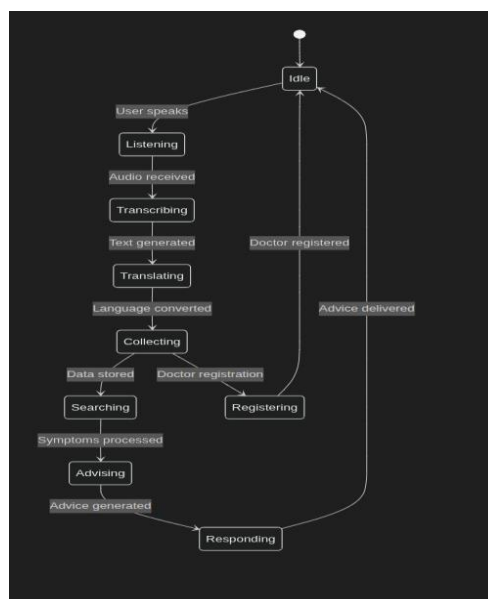 Idle
User speaks
Listening
Audio received
Transcribing
Text generated
Doctor registered
Translating
Language converted
Advice delivered
Collecting
Data stored
Doctor registration
Searching
Registering
Symptoms processed
Advising
Advice generated
Responding